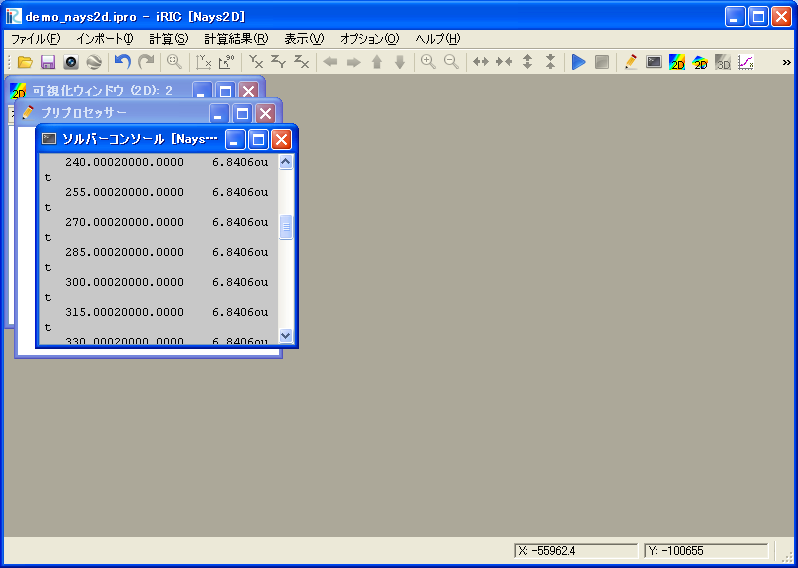 demo_nays2d.ipro - iRIC [Nays2D]
ファイル(F) インポート(I) 計算(S) 計算結果(R) 表示(V) オプション(O) ヘルプ(H)
2D 2D 3D »
可視化ウィンドウ (2D): 2
プリプロセッサー
ソルバーコンソール [Nays…
240.00020000.0000 6.8406ou
t
255.00020000.0000 6.8406ou
t
270.00020000.0000 6.8406ou
t
285.00020000.0000 6.8406ou
t
300.00020000.0000 6.8406ou
t
315.00020000.0000 6.8406ou
t
330.00020000.0000 6.8406ou
X: -55962.4 Y: -100655